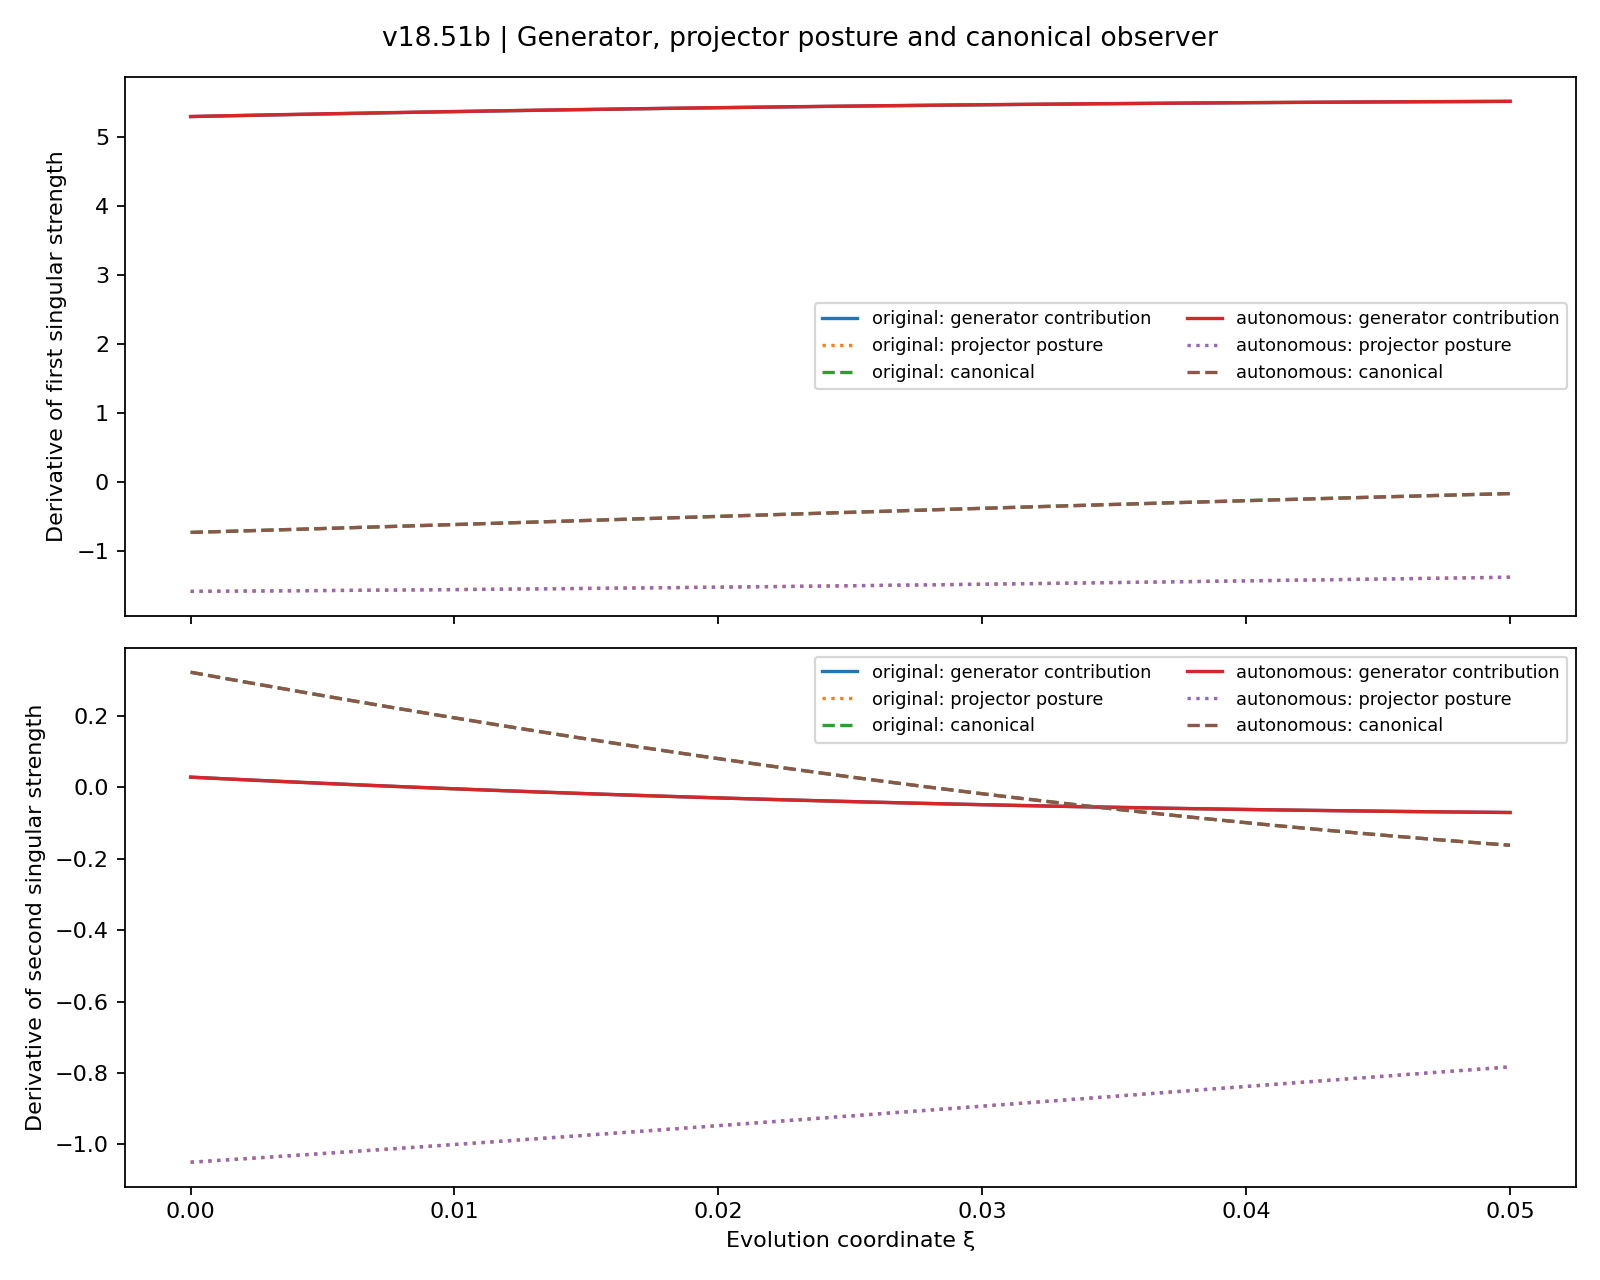 v18.51b | Generator, projector posture and canonical observer
Derivative of first singular strength
5
4
3
2
1
0
−1
original: generator contribution
original: projector posture
original: canonical
autonomous: generator contribution
autonomous: projector posture
autonomous: canonical
Derivative of second singular strength
0.2
0.0
−0.2
−0.4
−0.6
−0.8
−1.0
original: generator contribution
original: projector posture
original: canonical
autonomous: generator contribution
autonomous: projector posture
autonomous: canonical
0.00 0.01 0.02 0.03 0.04 0.05
Evolution coordinate ξ